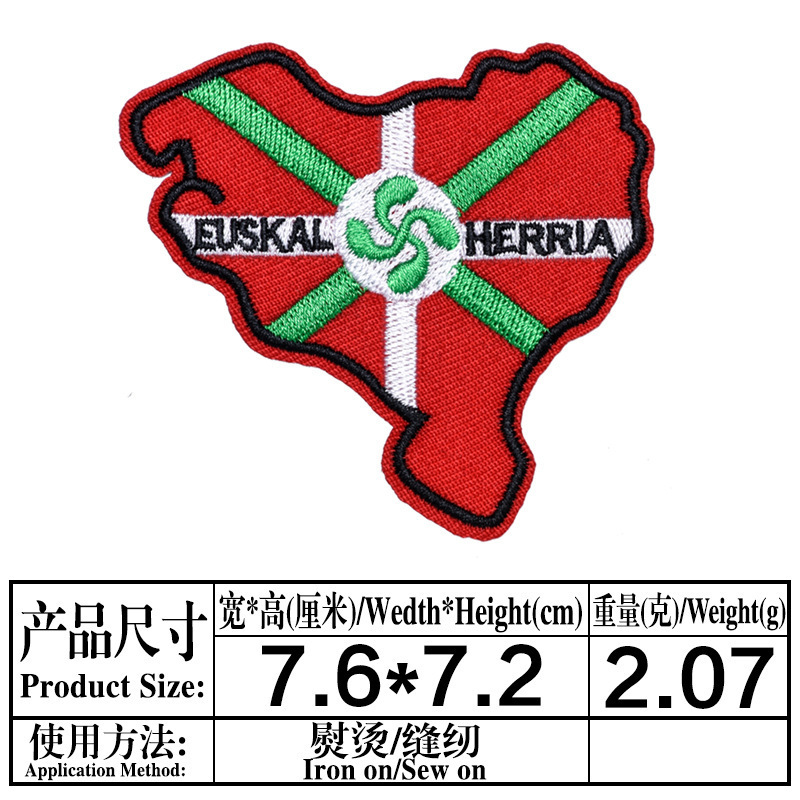 EUSKAL HERRIA
产品尺寸
Product Size:
宽*高(厘米)/Wedth*Height(cm)
重量(克)/Weight(g)
7.6*7.2
2.07
使用方法:
Application Method:
熨烫/缝纫
Iron on/Sew on